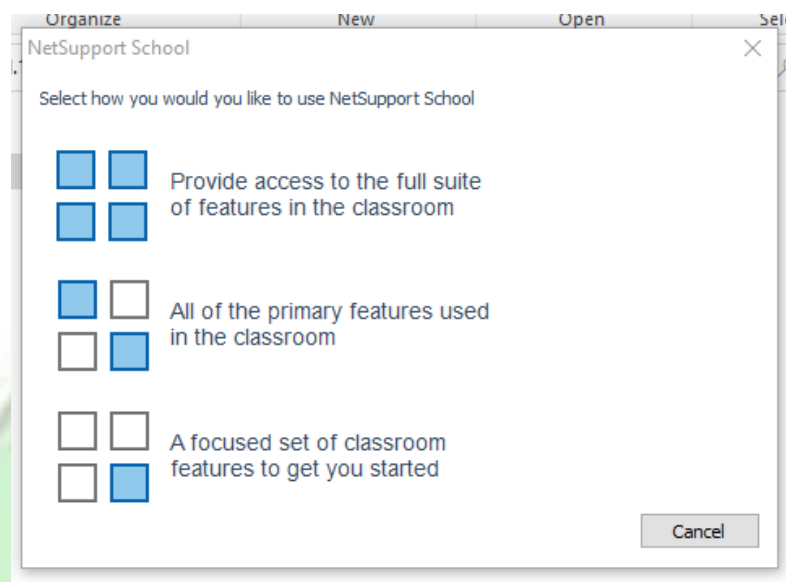 Organize New Open
NetSupport School
Select how you would you like to use NetSupport School
Provide access to the full suite
of features in the classroom
All of the primary features used
in the classroom
A focused set of classroom
features to get you started
Cancel